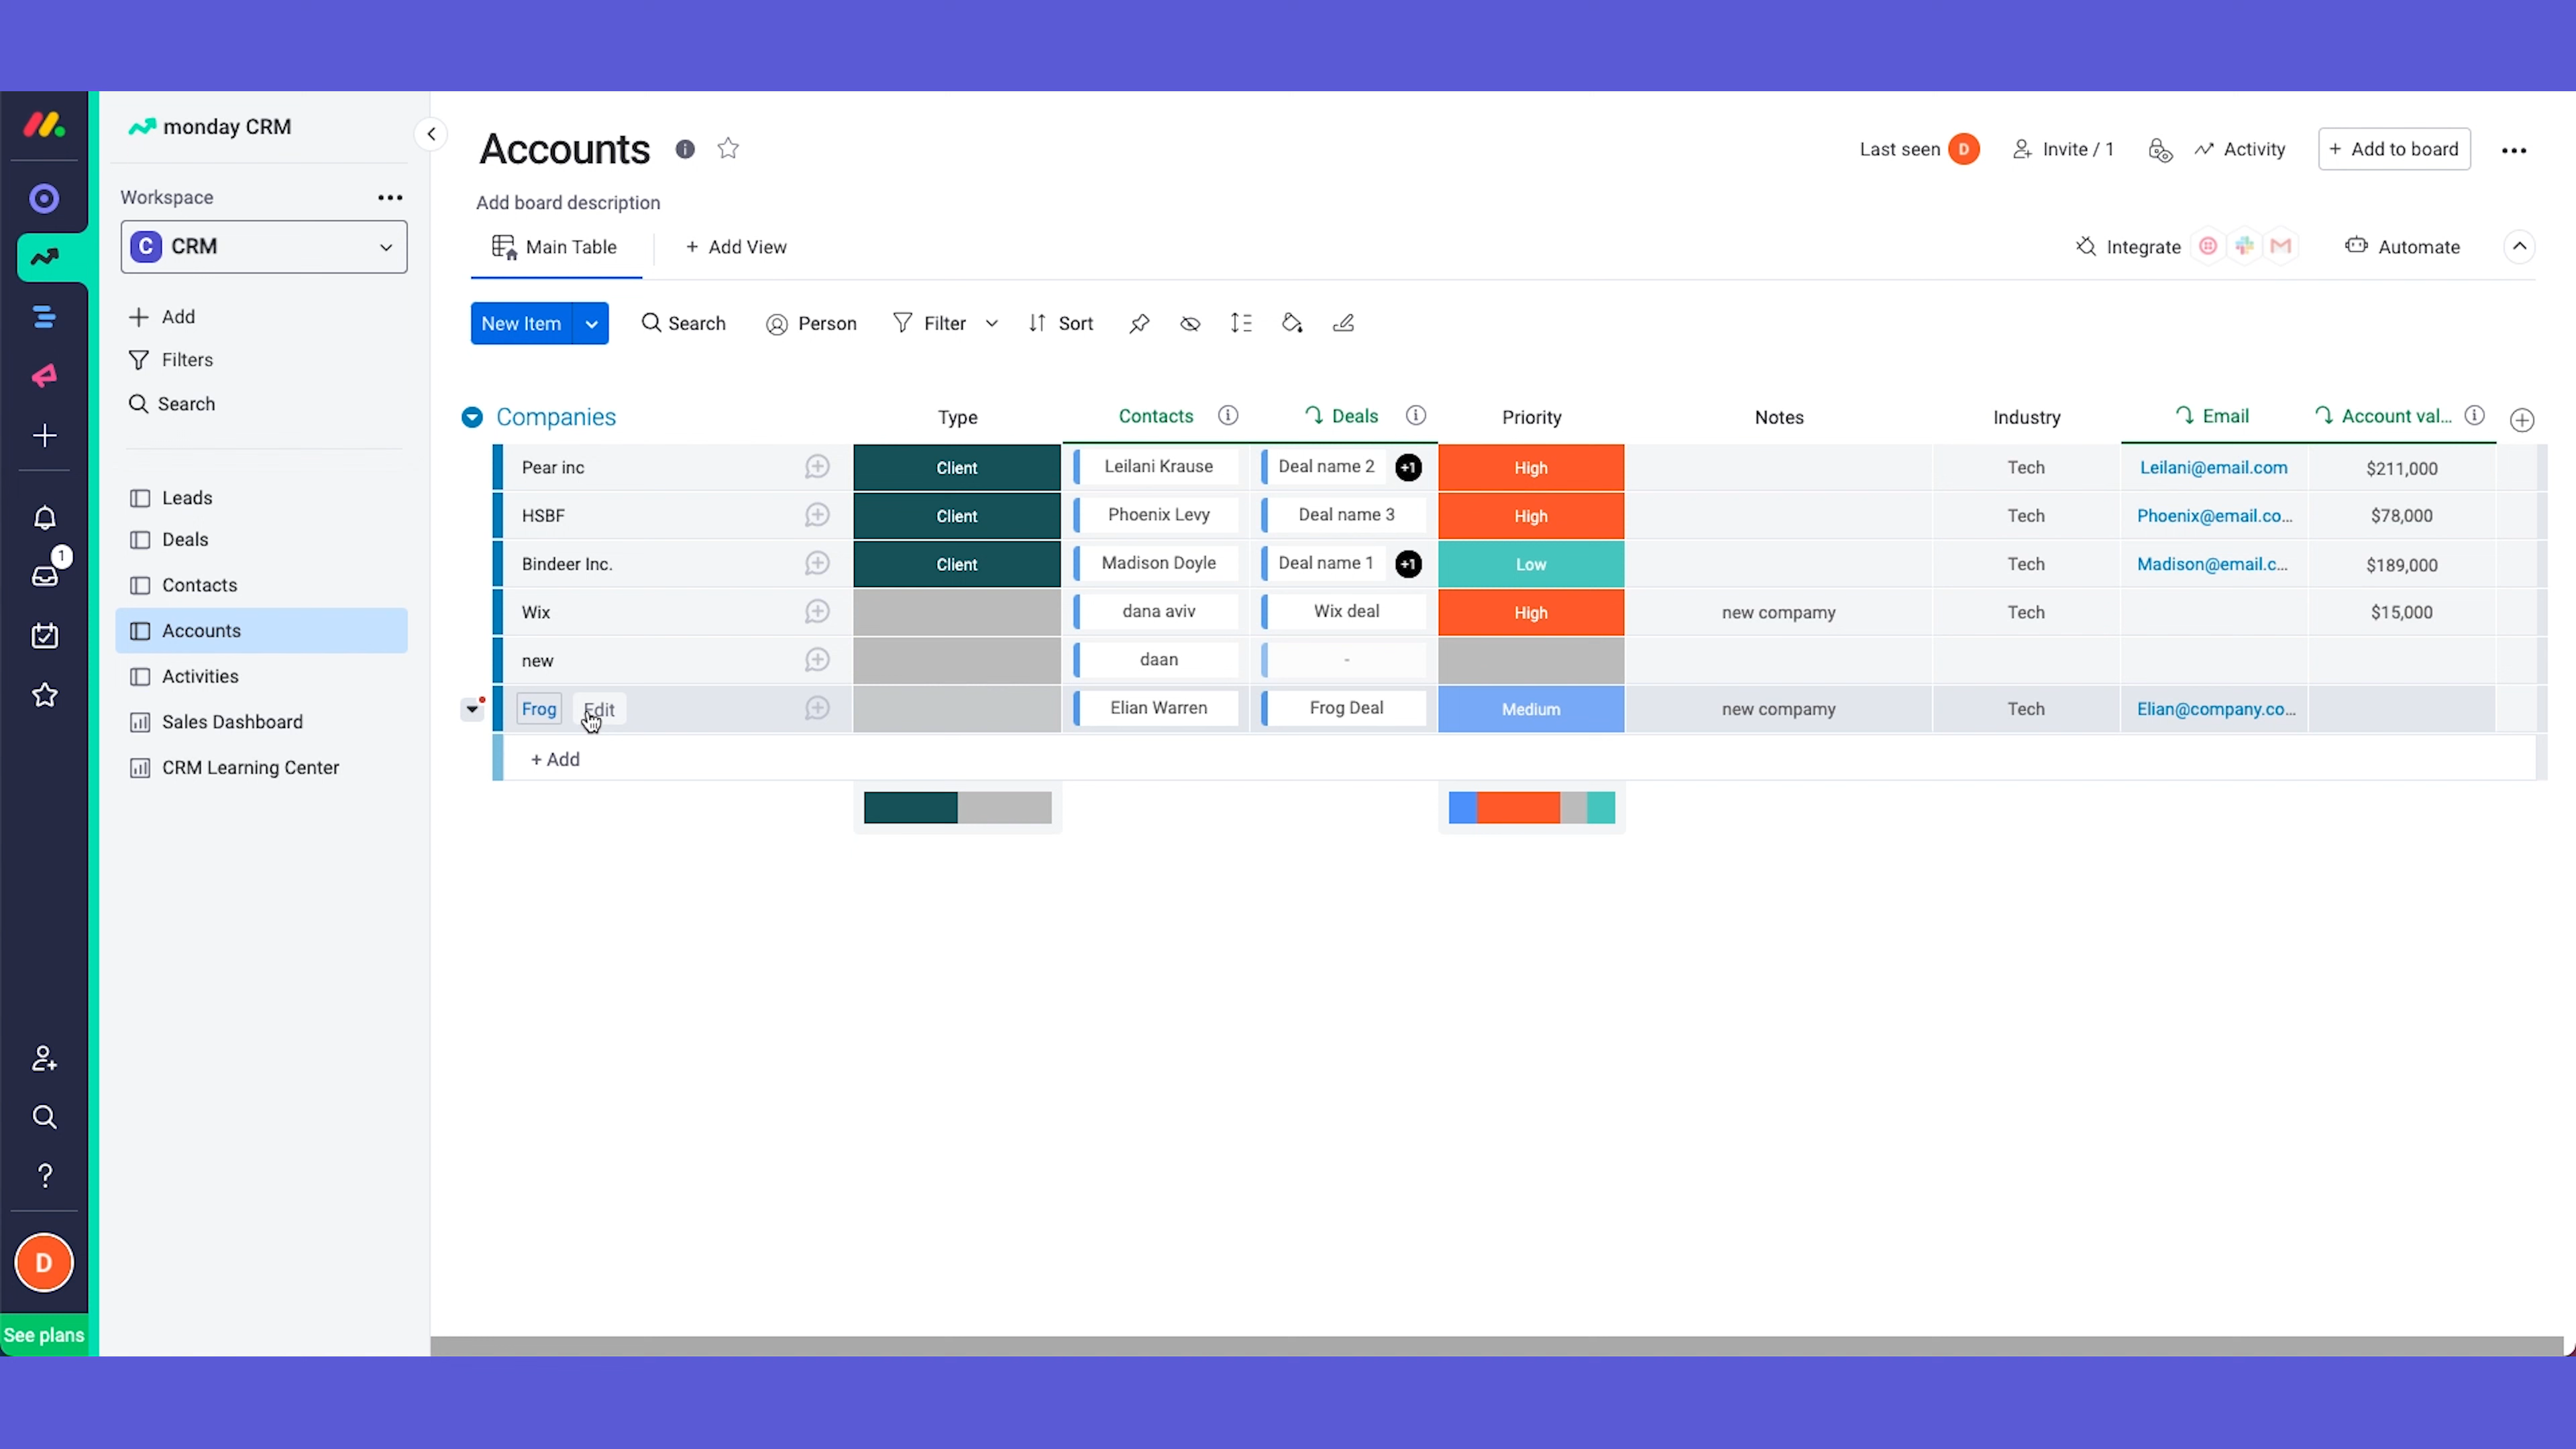 monday CRM
Workspace
C CRM
Add
Filters
Search
Leads
Deals
Contacts
Accounts
Activities
Sales Dashboard
CRM Learning Center
1
?
D
See plans
Accounts
Last seen D Invite / 1 Activity + Add to board
Add board description
Main Table + Add View Integrate Automate
New Item Search Person Filter Sort
Companies Type Contacts Deals Priority Notes Industry Email Account val...
Pear inc Client Leilani Krause Deal name 2 +1 High Tech Leilani@email.com $211,000
HSBF Client Phoenix Levy Deal name 3 High Tech Phoenix@email.co... $78,000
Bindeer Inc. Client Madison Doyle Deal name 1 +1 Low Tech Madison@email.c... $189,000
Wix dana aviv Wix deal High new compamy Tech $15,000
new daan -
Frog Edit Elian Warren Frog Deal Medium new compamy Tech Elian@company.co...
+ Add